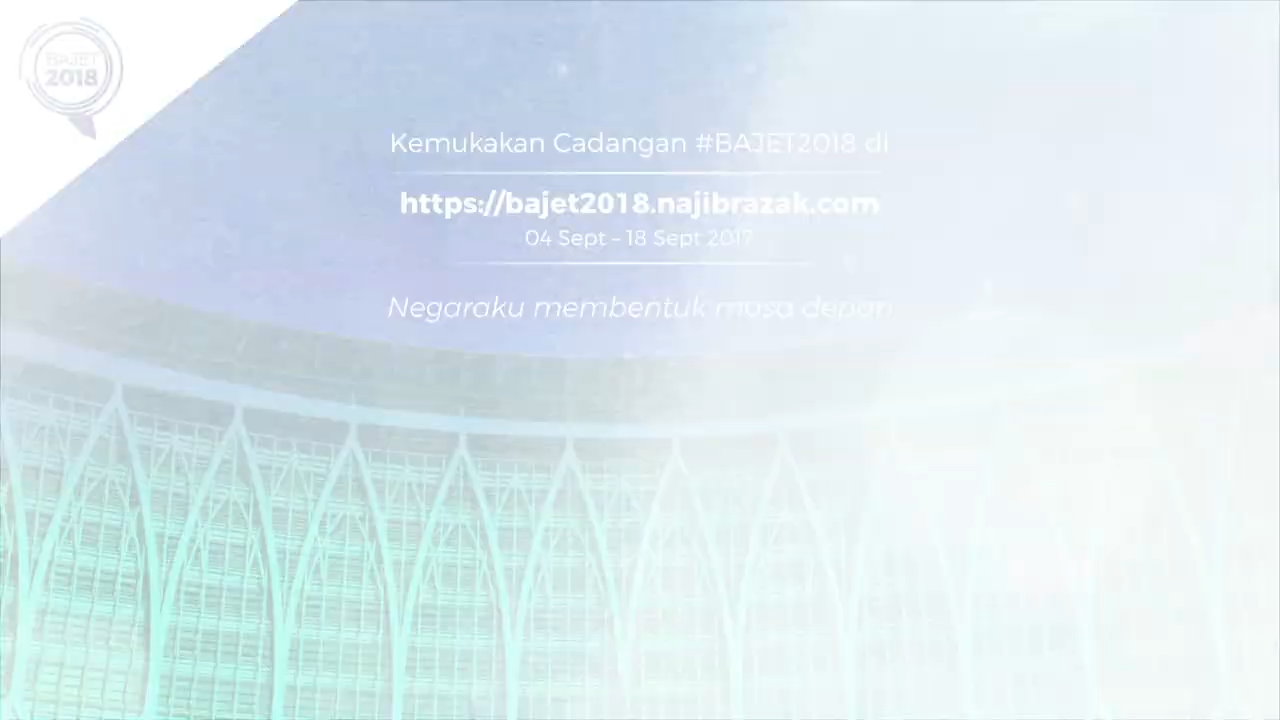 BAJET
2018
Kemukakan Cadangan #BAJET2018 di
https://bajet2018.najibrazak.com
04 Sept - 18 Sept 2017
Negaraku membentuk masa depan